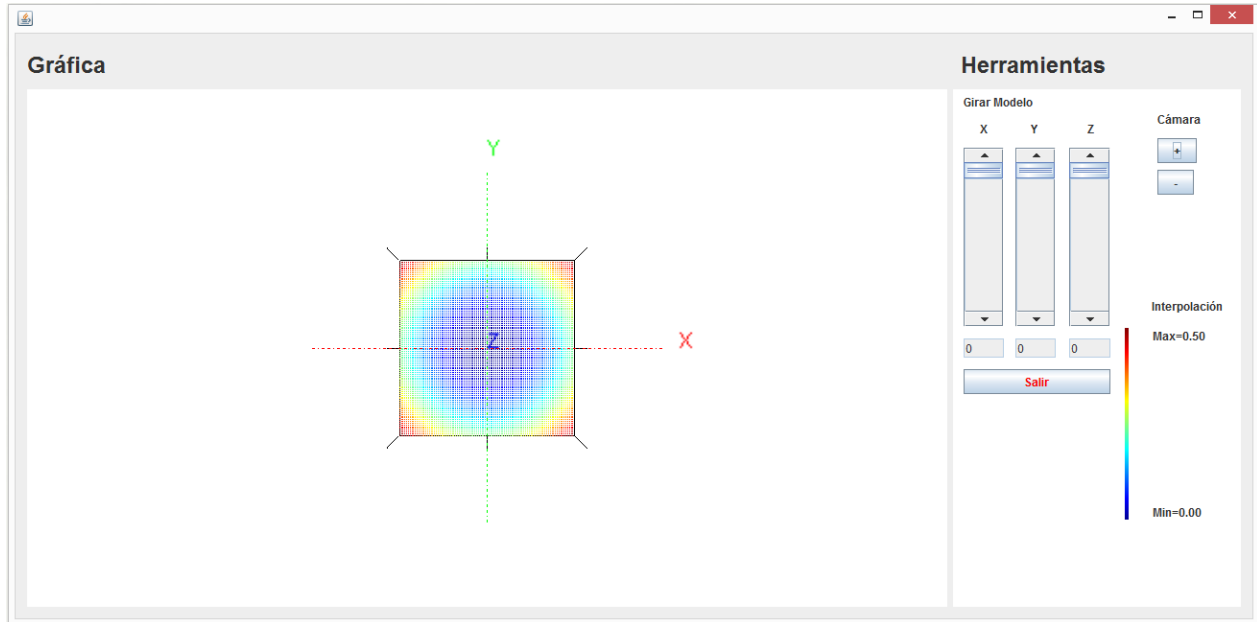 Gráfica
Y
Z
X
Herramientas
Girar Modelo
X Y Z
Cámara
+
-
0 0 0
Salir
Interpolación
Max=0.50
Min=0.00